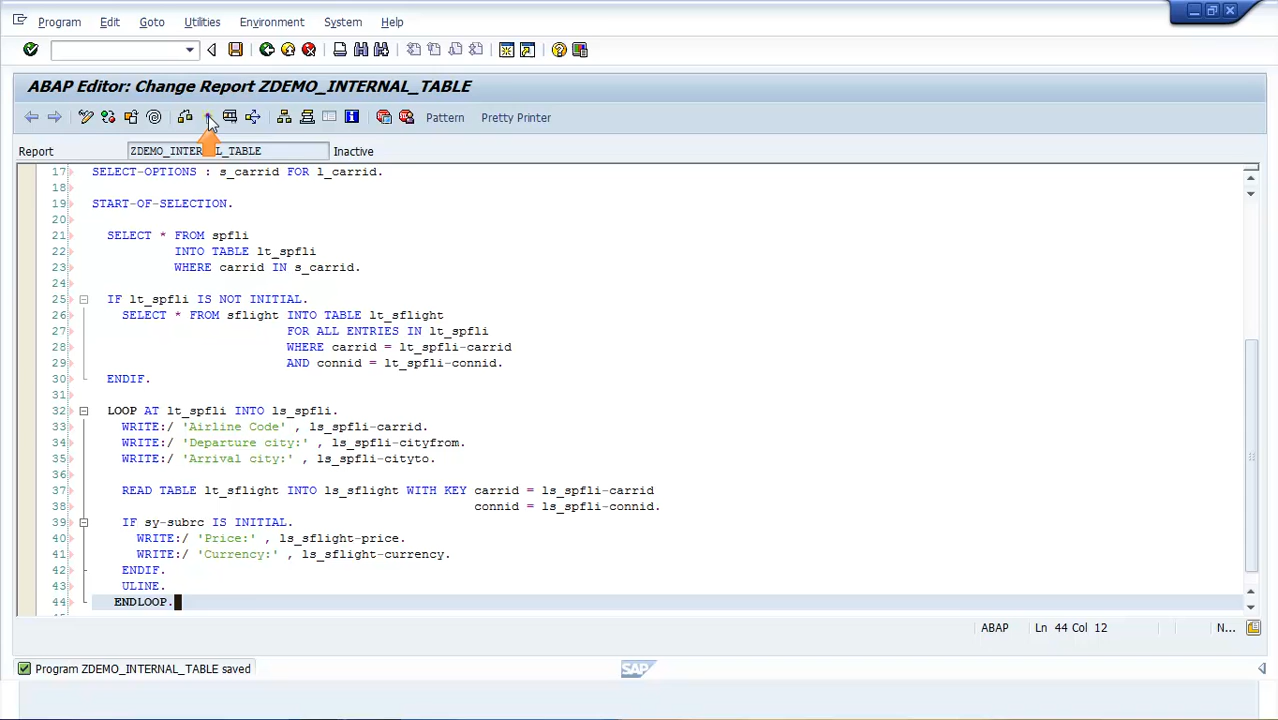 Program Edit Goto Utilities Environment System Help
ABAP Editor: Change Report ZDEMO_INTERNAL_TABLE
Pattern Pretty Printer
Report ZDEMO_INTERNAL_TABLE Inactive
17 SELECT-OPTIONS : s_carrid FOR l_carrid.
18
19 START-OF-SELECTION.
20
21 SELECT * FROM spfli
22 INTO TABLE lt_spfli
23 WHERE carrid IN s_carrid.
24
25 IF lt_spfli IS NOT INITIAL.
26 SELECT * FROM sflight INTO TABLE lt_sflight
27 FOR ALL ENTRIES IN lt_spfli
28 WHERE carrid = lt_spfli-carrid
29 AND connid = lt_spfli-connid.
30 ENDIF.
31
32 LOOP AT lt_spfli INTO ls_spfli.
33 WRITE:/ 'Airline Code' , ls_spfli-carrid.
34 WRITE:/ 'Departure city:' , ls_spfli-cityfrom.
35 WRITE:/ 'Arrival city:' , ls_spfli-cityto.
36
37 READ TABLE lt_sflight INTO ls_sflight WITH KEY carrid = ls_spfli-carrid
38 connid = ls_spfli-connid.
39 IF sy-subrc IS INITIAL.
40 WRITE:/ 'Price:' , ls_sflight-price.
41 WRITE:/ 'Currency:' , ls_sflight-currency.
42 ENDIF.
43 ULINE.
44 ENDLOOP.
ABAP Ln 44 Col 12 N...
Program ZDEMO_INTERNAL_TABLE saved
SAP